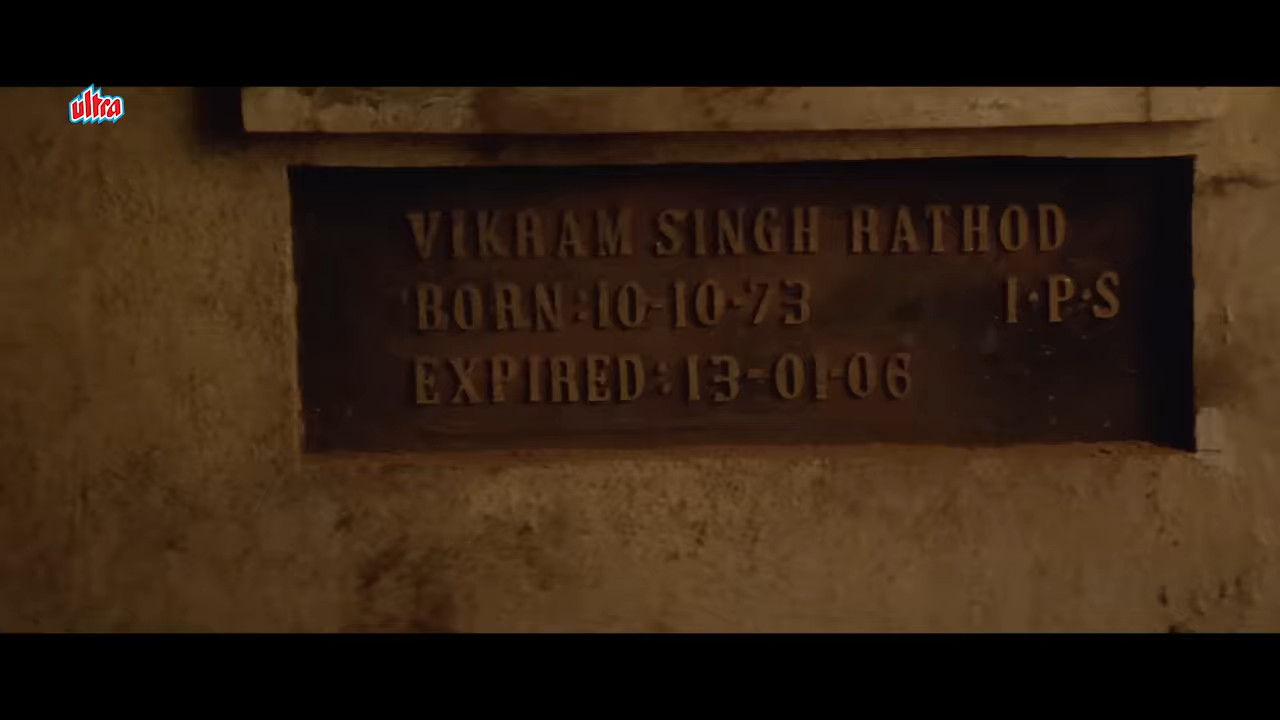 ultra
VIKRAM SINGH RATHOD
BORN:10-10-73 I·P·S
EXPIRED:13-01-06